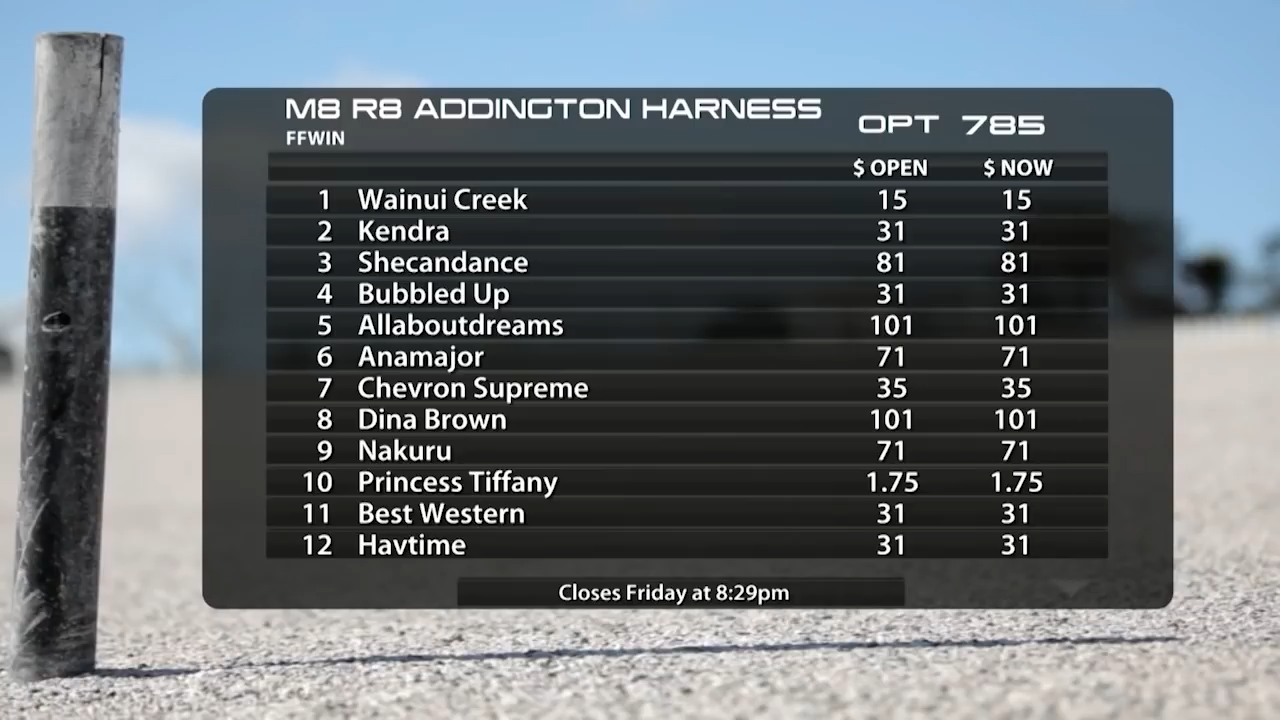 M8 R8 ADDINGTON HARNESS OPT 785
FFWIN
$ OPEN $ NOW
1 Wainui Creek 15 15
2 Kendra 31 31
3 Shecandance 81 81
4 Bubbled Up 31 31
5 Allaboutdreams 101 101
6 Anamajor 71 71
7 Chevron Supreme 35 35
8 Dina Brown 101 101
9 Nakuru 71 71
10 Princess Tiffany 1.75 1.75
11 Best Western 31 31
12 Havtime 31 31
Closes Friday at 8:29pm